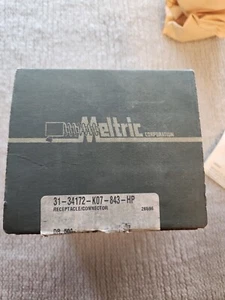 Meltric
CORPORATION
31-34172-K07-843-HP
RECEPTACLE/CONNECTOR